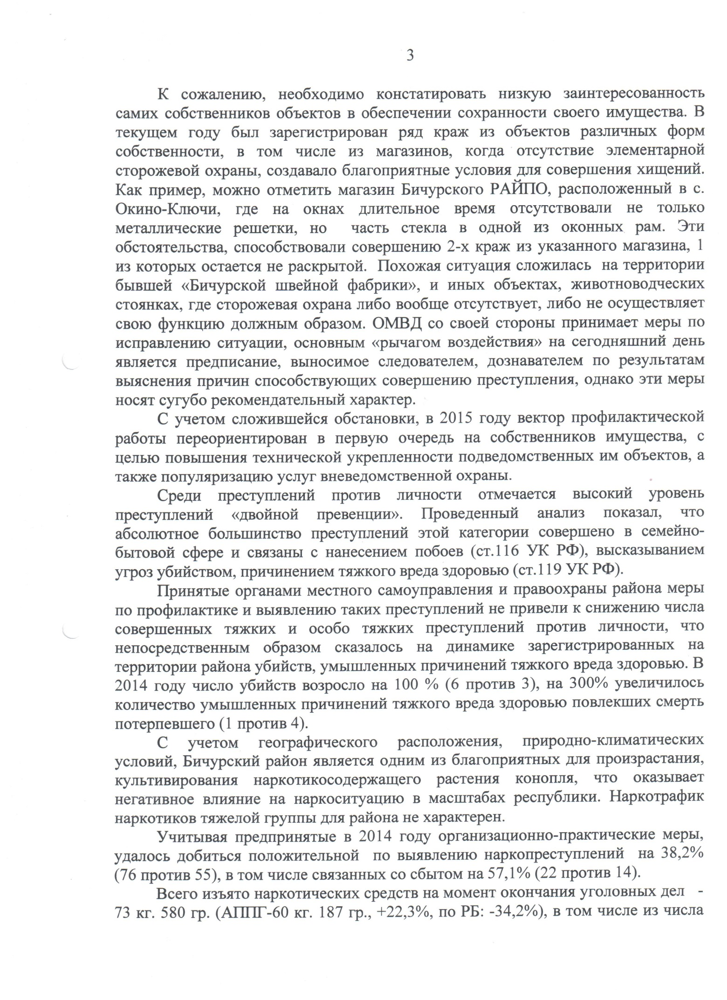 3
К сожалению, необходимо констатировать низкую заинтересованность
самих собственников объектов в обеспечении сохранности своего имущества. В
текущем году был зарегистрирован ряд краж из объектов различных форм
собственности, в том числе из магазинов, когда отсутствие элементарной
сторожевой охраны, создавало благоприятные условия для совершения хищений.
Как пример, можно отметить магазин Бичурского РАЙПО, расположенный в с.
Окино-Ключи, где на окнах длительное время отсутствовали не только
металлические решетки, но часть стекла в одной из оконных рам. Эти
обстоятельства, способствовали совершению 2-х краж из указанного магазина, 1
из которых остается не раскрытой. Похожая ситуация сложилась на территории
бывшей «Бичурской швейной фабрики», и иных объектах, животноводческих
стоянках, где сторожевая охрана либо вообще отсутствует, либо не осуществляет
свою функцию должным образом. ОМВД со своей стороны принимает меры по
исправлению ситуации, основным «рычагом воздействия» на сегодняшний день
является предписание, выносимое следователем, дознавателем по результатам
выяснения причин способствующих совершению преступления, однако эти меры
носят сугубо рекомендательный характер.
С учетом сложившейся обстановки, в 2015 году вектор профилактической
работы переориентирован в первую очередь на собственников имущества, с
целью повышения технической укрепленности подведомственных им объектов, а
также популяризацию услуг вневедомственной охраны.
Среди преступлений против личности отмечается высокий уровень
преступлений «двойной превенции». Проведенный анализ показал, что
абсолютное большинство преступлений этой категории совершено в семейно-
бытовой сфере и связаны с нанесением побоев (ст.116 УК РФ), высказыванием
угроз убийством, причинением тяжкого вреда здоровью (ст.119 УК РФ).
Принятые органами местного самоуправления и правоохраны района меры
по профилактике и выявлению таких преступлений не привели к снижению числа
совершенных тяжких и особо тяжких преступлений против личности, что
непосредственным образом сказалось на динамике зарегистрированных на
территории района убийств, умышленных причинений тяжкого вреда здоровью. В
2014 году число убийств возросло на 100 % (6 против 3), на 300% увеличилось
количество умышленных причинений тяжкого вреда здоровью повлекших смерть
потерпевшего (1 против 4).
С учетом географического расположения, природно-климатических
условий, Бичурский район является одним из благоприятных для произрастания,
культивирования наркотикосодержащего растения конопля, что оказывает
негативное влияние на наркоситуацию в масштабах республики. Наркотрафик
наркотиков тяжелой группы для района не характерен.
Учитывая предпринятые в 2014 году организационно-практические меры,
удалось добиться положительной по выявлению наркопреступлений на 38,2%
(76 против 55), в том числе связанных со сбытом на 57,1% (22 против 14).
Всего изъято наркотических средств на момент окончания уголовных дел -
73 кг. 580 гр. (АППГ-60 кг. 187 гр., +22,3%, по РБ: -34,2%), в том числе из числа